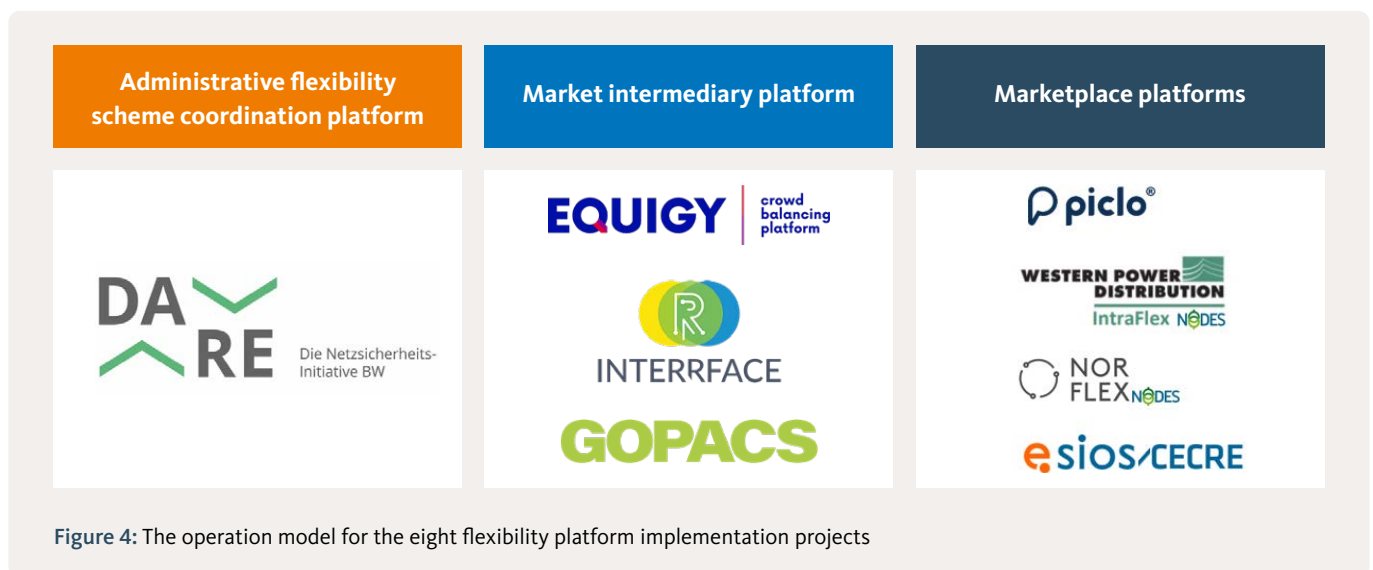 Administrative flexibility
scheme coordination platform
Market intermediary platform
Marketplace platforms
DA
RE
Die Netzsicherheits-
Initiative BW
EQUIGY
crowd
balancing
platform
R
INTERRFACE
GOPACS
piclo®
WESTERN POWER
DISTRIBUTION
IntraFlex NODES
NOR
FLEX NODES
e.sios/CECRE
Figure 4: The operation model for the eight flexibility platform implementation projects